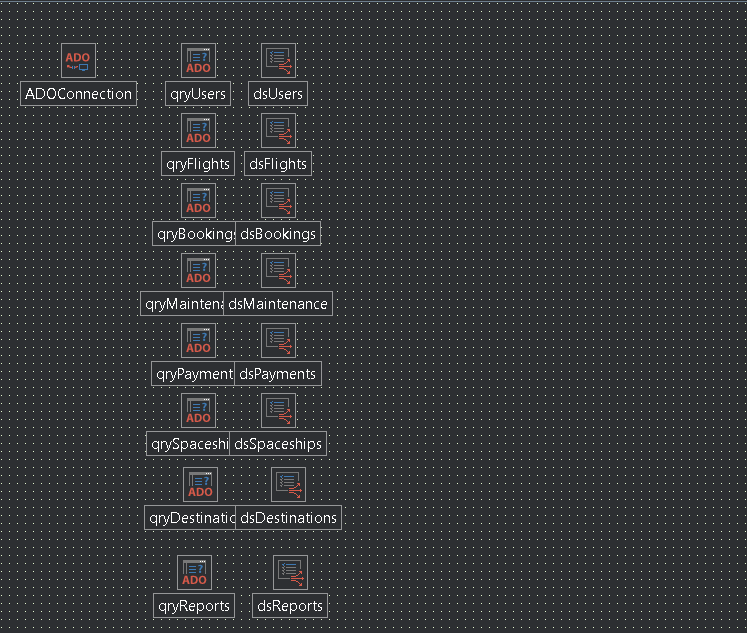 ADO
? ADO
ADOConnection
qryUsers
dsUsers
? ADO
qryFlights
dsFlights
? ADO
qryBookings
dsBookings
? ADO
qryMaintena
dsMaintenance
? ADO
qryPayment
dsPayments
? ADO
qrySpaceshi
dsSpaceships
? ADO
qryDestinatic
dsDestinations
? ADO
qryReports
dsReports